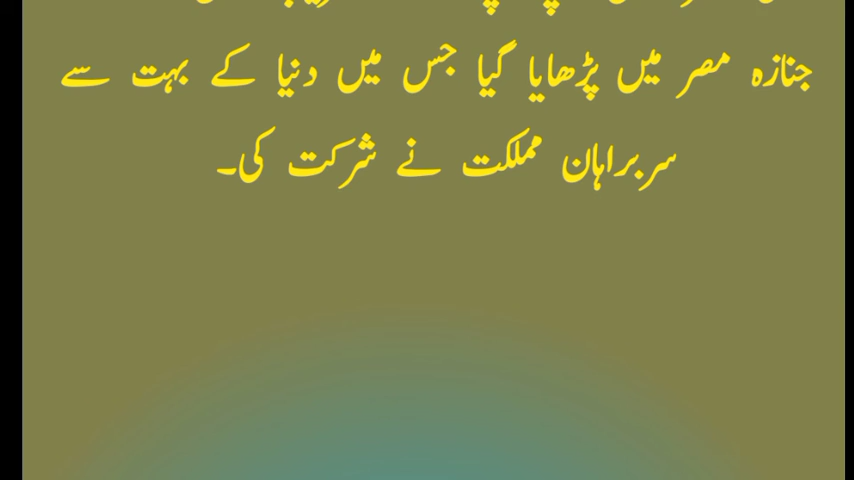 جنازہ مصر میں پڑھایا گیا جس میں دنیا کے بہت سے
سربراہان مملکت نے شرکت کی۔